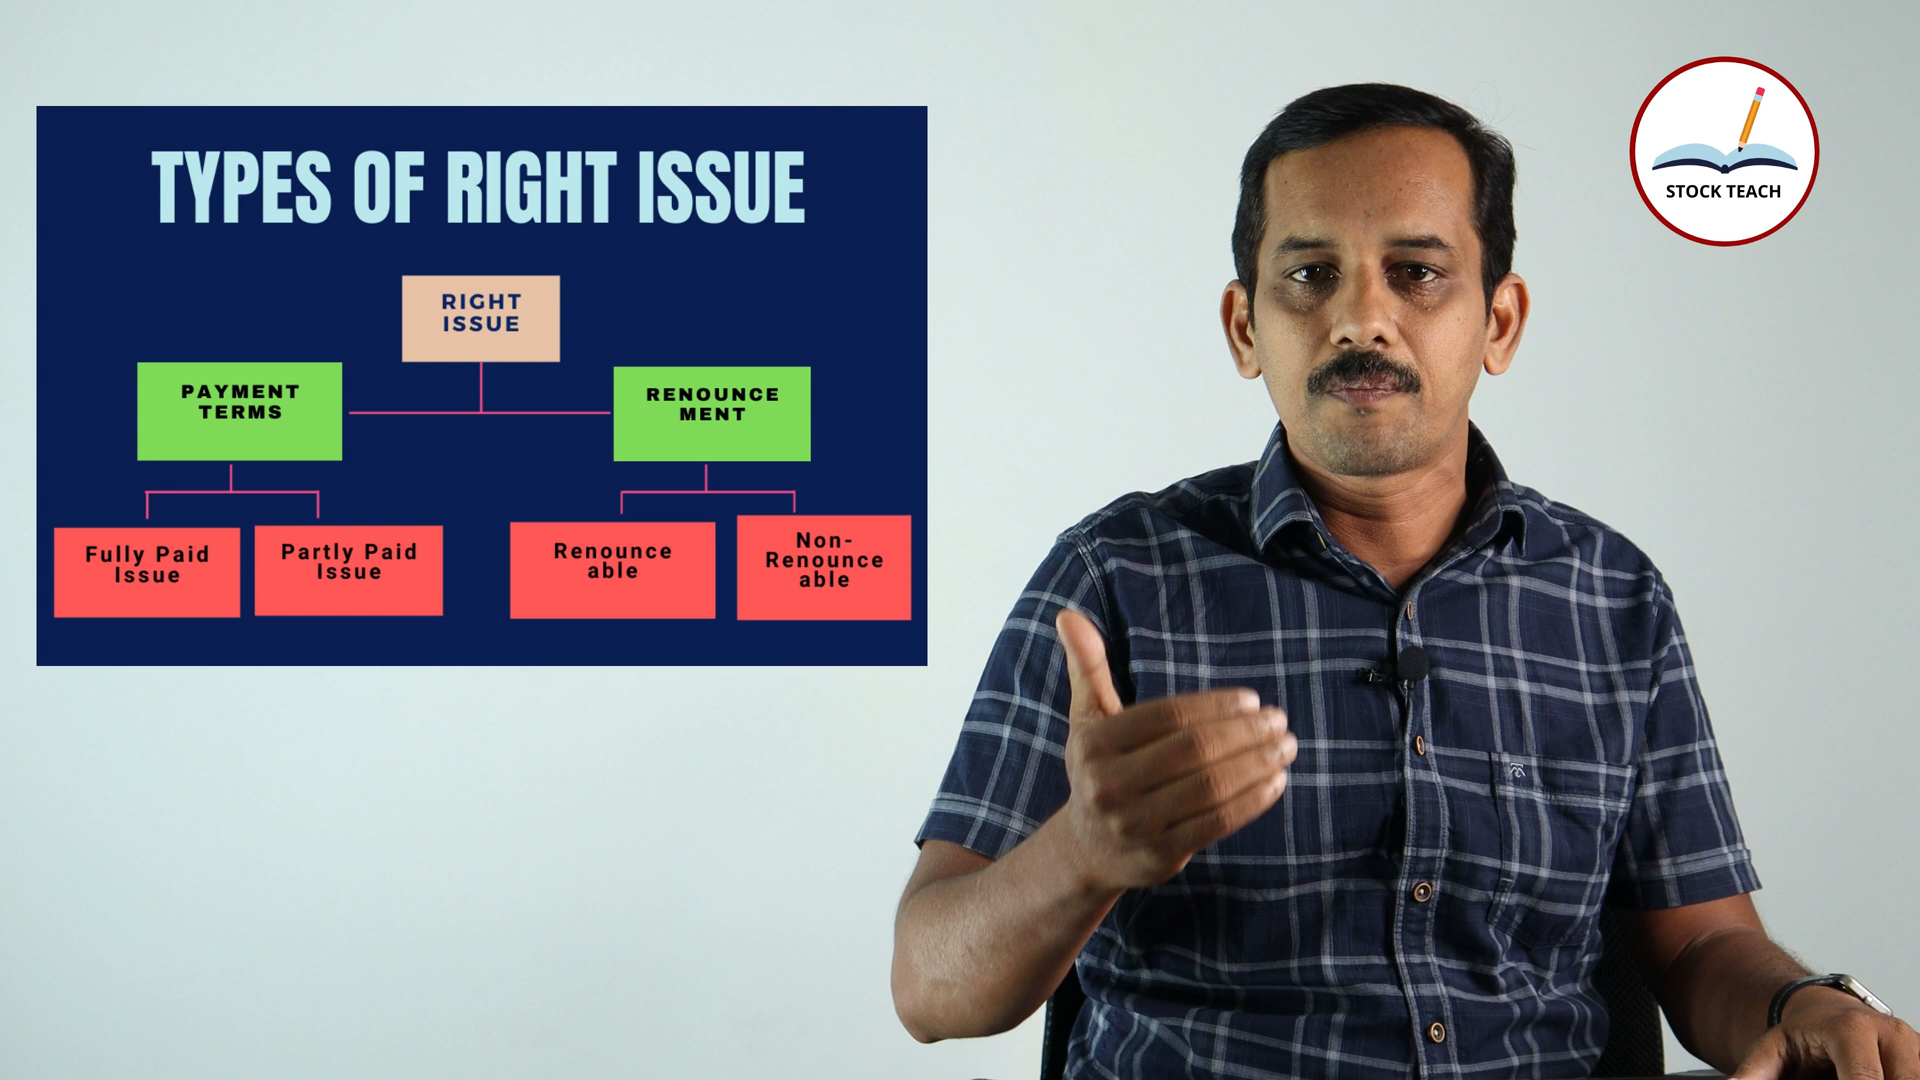 TYPES OF RIGHT ISSUE
RIGHT
ISSUE
PAYMENT
TERMS
RENOUNCE
MENT
Fully Paid
Issue
Partly Paid
Issue
Renounce
able
Non-
Renounce
able
STOCK TEACH